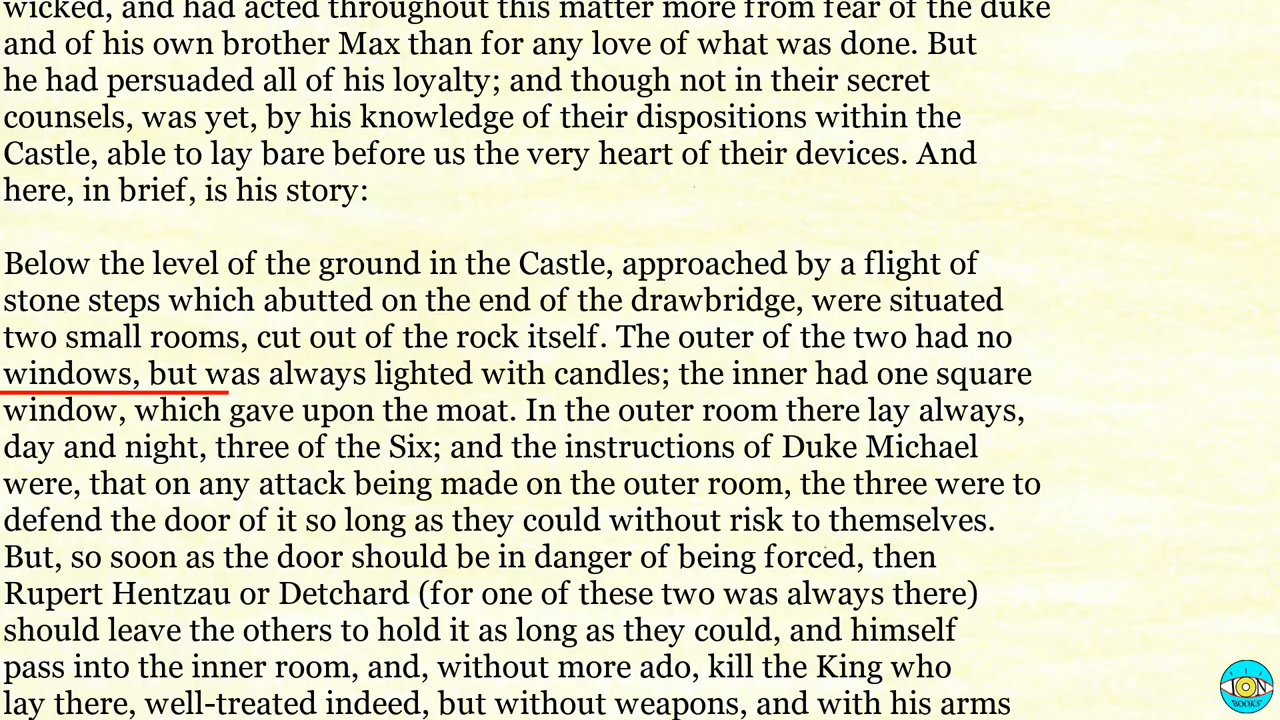 wicked, and had acted throughout this matter more from fear of the duke
and of his own brother Max than for any love of what was done. But
he had persuaded all of his loyalty; and though not in their secret
counsels, was yet, by his knowledge of their dispositions within the
Castle, able to lay bare before us the very heart of their devices. And
here, in brief, is his story:
Below the level of the ground in the Castle, approached by a flight of
stone steps which abutted on the end of the drawbridge, were situated
two small rooms, cut out of the rock itself. The outer of the two had no
windows, but was always lighted with candles; the inner had one square
window, which gave upon the moat. In the outer room there lay always,
day and night, three of the Six; and the instructions of Duke Michael
were, that on any attack being made on the outer room, the three were to
defend the door of it so long as they could without risk to themselves.
But, so soon as the door should be in danger of being forced, then
Rupert Hentzau or Detchard (for one of these two was always there)
should leave the others to hold it as long as they could, and himself
pass into the inner room, and, without more ado, kill the King who
lay there, well-treated indeed, but without weapons, and with his arms
ION
BOOKS